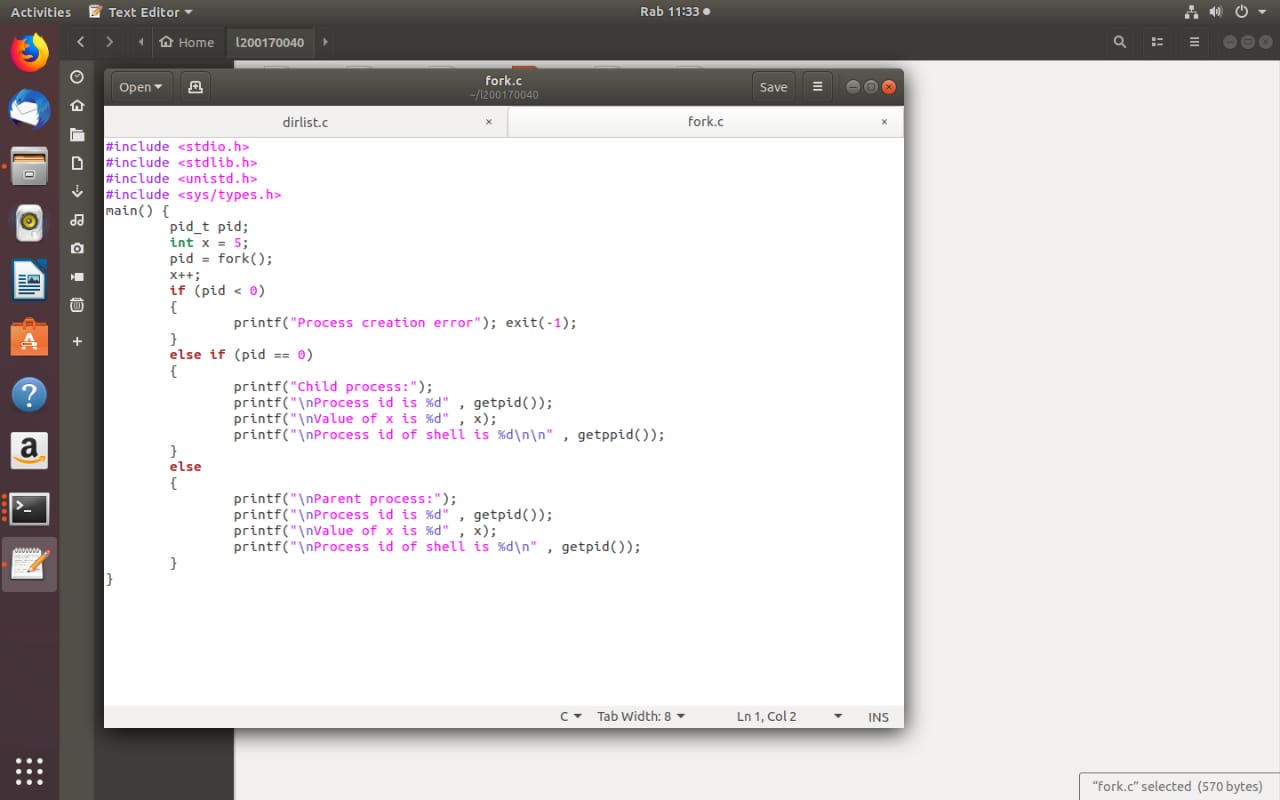 Activities Text Editor Rab 11:33
Home l200170040
Open fork.c Save
~/l200170040
dirlist.c × fork.c ×
#include <stdio.h>
#include <stdlib.h>
#include <unistd.h>
#include <sys/types.h>
main() {
        pid_t pid;
        int x = 5;
        pid = fork();
        x++;
        if (pid < 0)
        {
                printf("Process creation error"); exit(-1);
        }
        else if (pid == 0)
        {
                printf("Child process:");
                printf("\nProcess id is %d" , getpid());
                printf("\nValue of x is %d" , x);
                printf("\nProcess id of shell is %d\n\n" , getppid());
        }
        else
        {
                printf("\nParent process:");
                printf("\nProcess id is %d" , getpid());
                printf("\nValue of x is %d" , x);
                printf("\nProcess id of shell is %d\n" , getpid());
        }
}
C Tab Width: 8 Ln 1, Col 2 INS
“fork.c” selected (570 bytes)